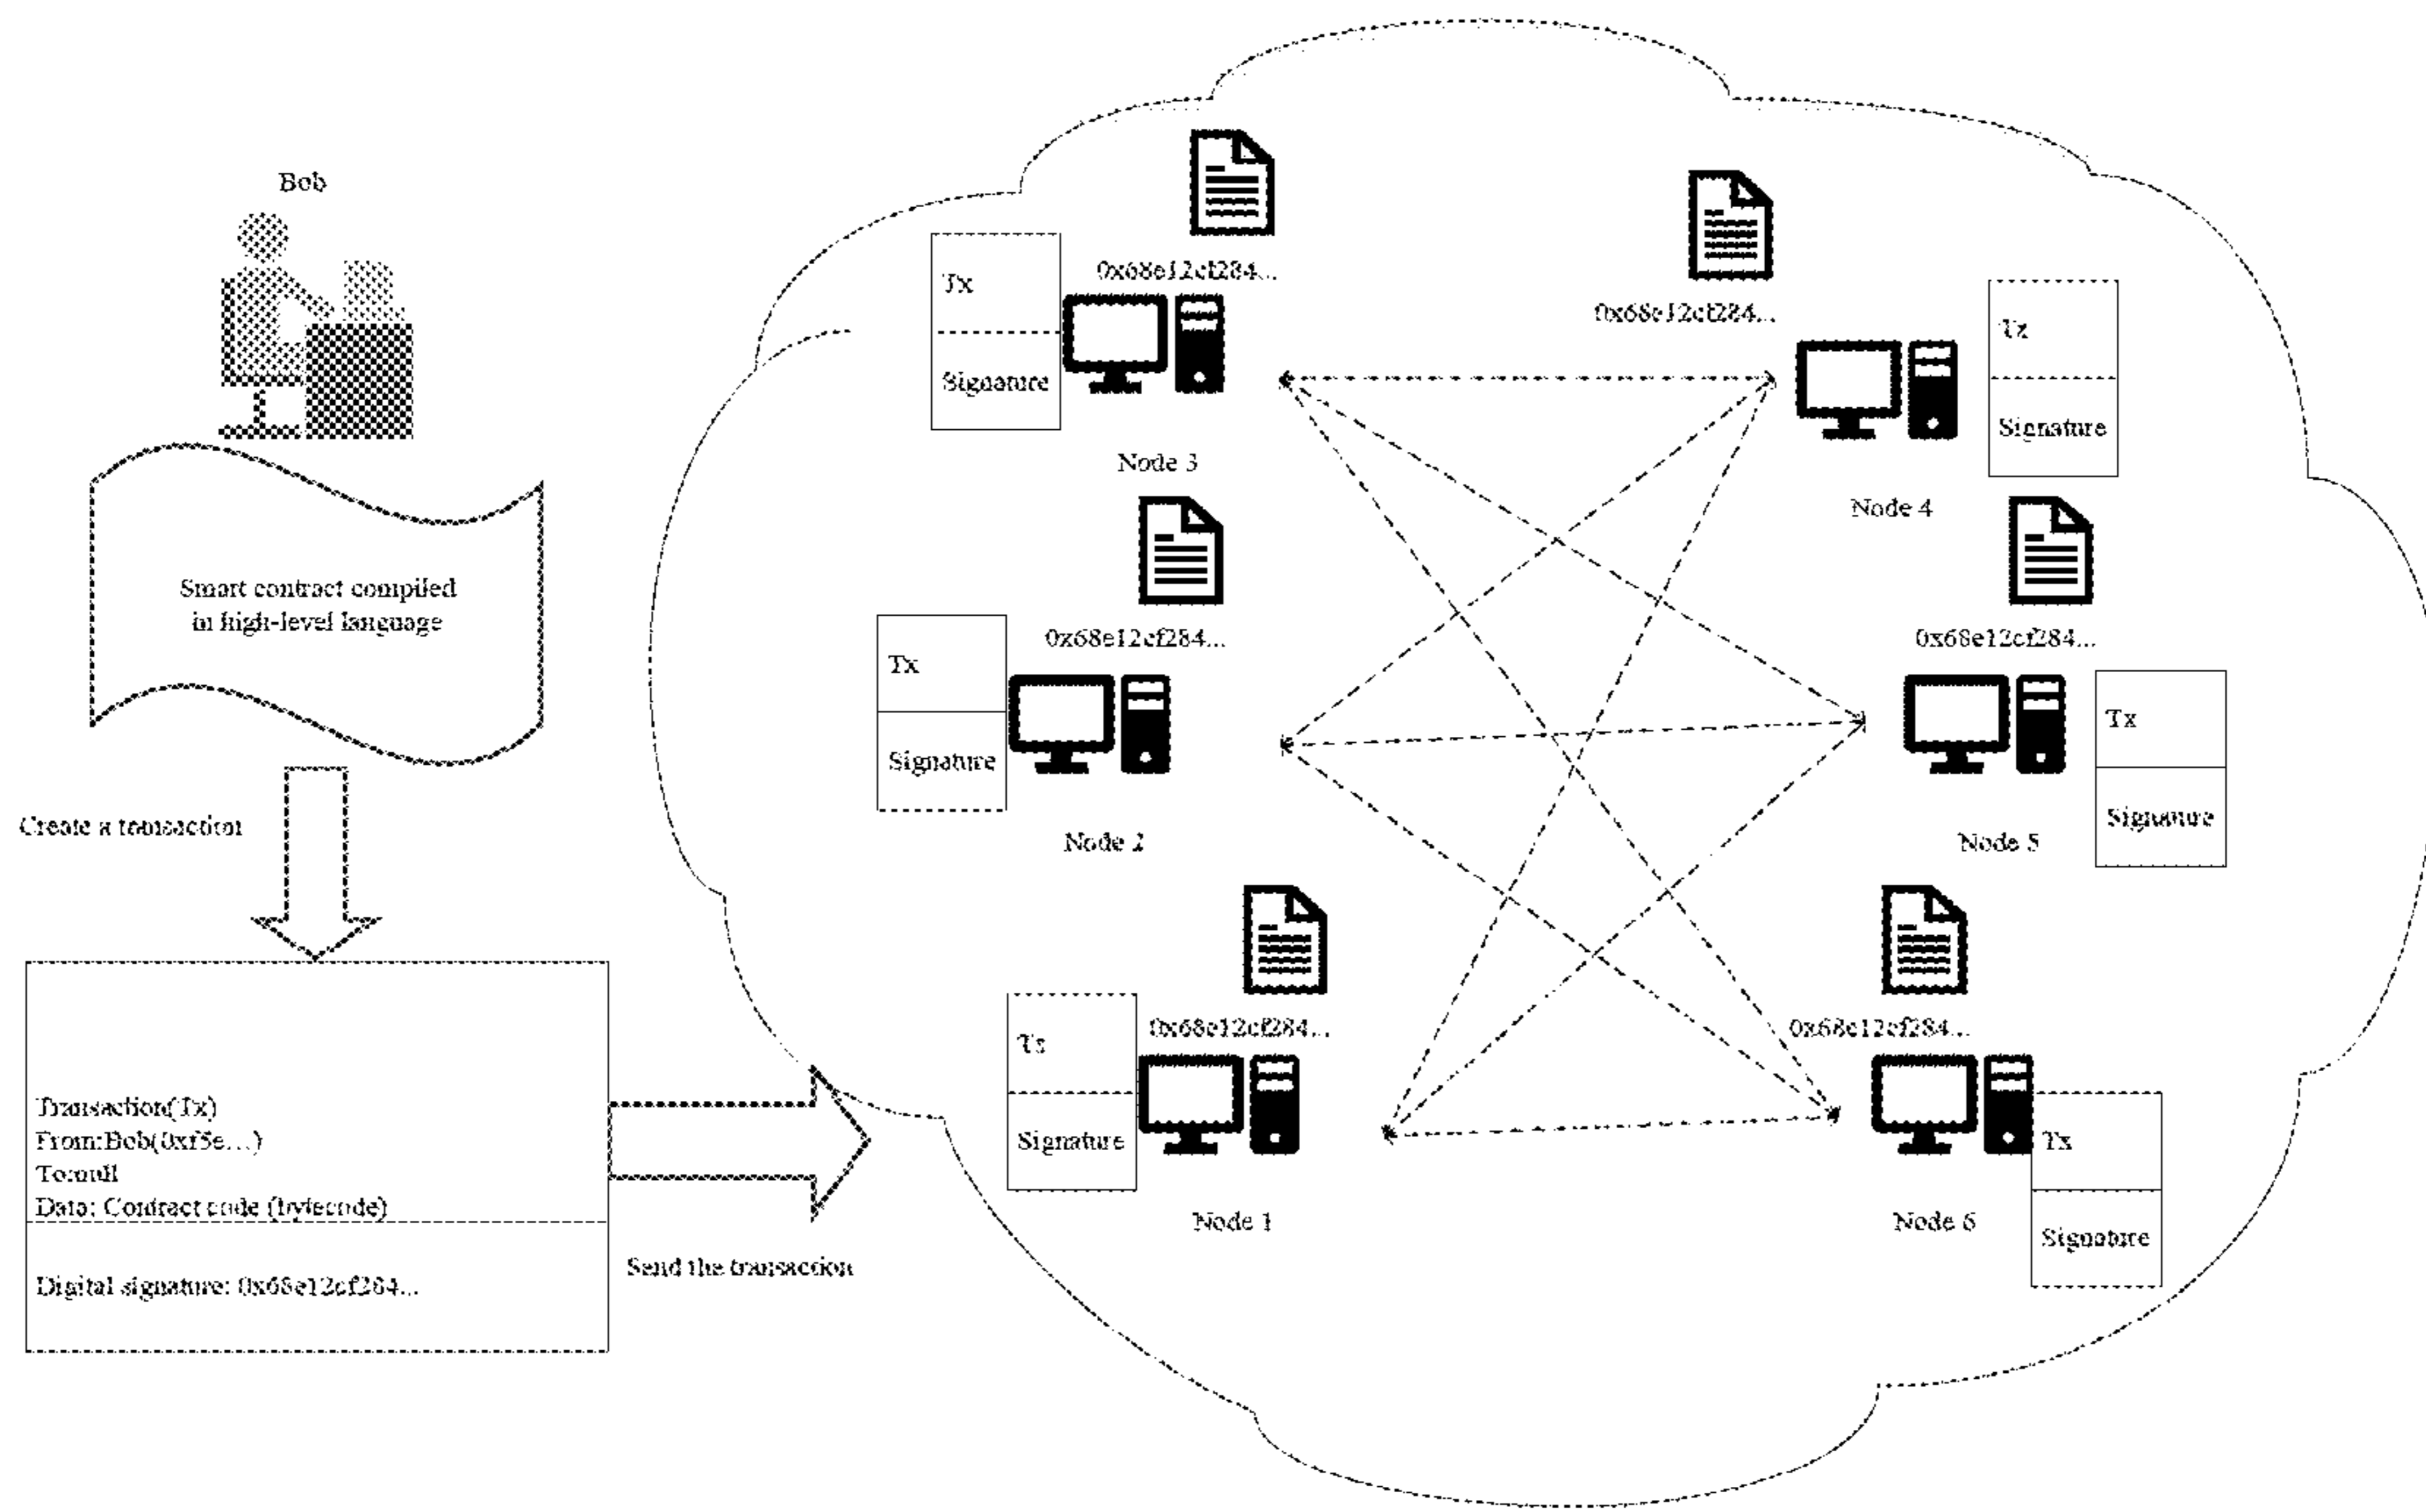 Bob
Smart contract compiled
in high-level language
Create a transaction
Transaction(Tx)
From:Bob(0xf5e...)
To:null
Data: Contract code (bytecode)
Digital signature: 0x68e12cf284...
Send the transaction
0x68e12cf284...
Tx
Signature
Node 3
0x68e12cf284...
Tx
Signature
Node 4
0x68e12cf284...
Tx
Signature
Node 2
0x68e12cf284...
Tx
Signature
Node 5
0x68e12cf284...
Tx
Signature
Node 1
0x68e12cf284...
Tx
Signature
Node 6